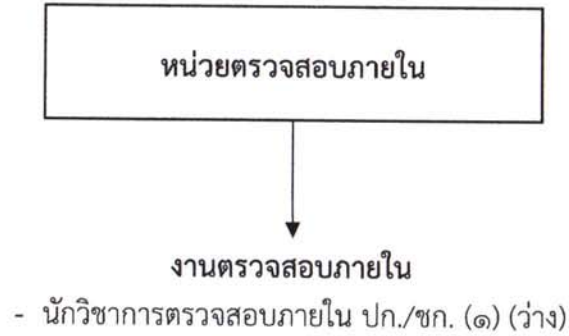 หน่วยตรวจสอบภายใน
งานตรวจสอบภายใน
- นักวิชาการตรวจสอบภายใน ปก./ชก. (๑) (ว่าง)